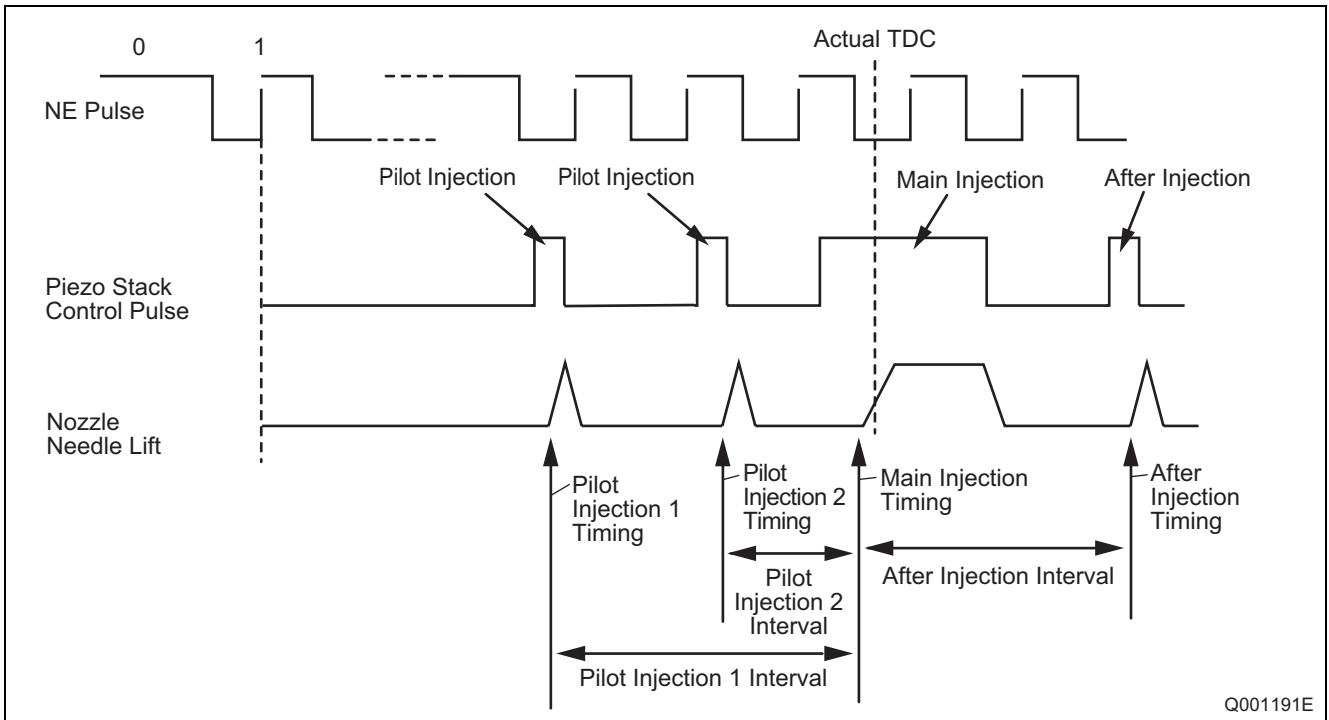 0
1
Actual TDC
NE Pulse
Pilot Injection
Pilot Injection
Main Injection
After Injection
Piezo Stack
Control Pulse
Nozzle
Needle Lift
Pilot
Injection 1
Timing
Pilot
Injection 2
Timing
Main Injection
Timing
After
Injection
Timing
Pilot
Injection 2
Interval
After Injection Interval
Pilot Injection 1 Interval
Q001191E